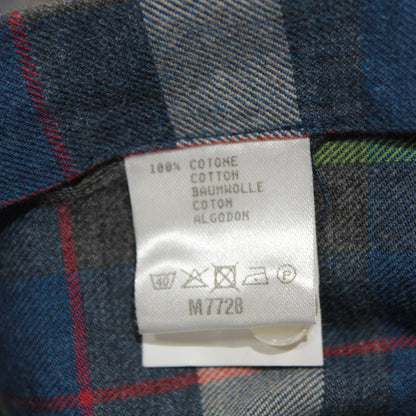 100% COTONE
COTTON
BAUMWOLLE
COTON
ALGODON
40 P
M7728